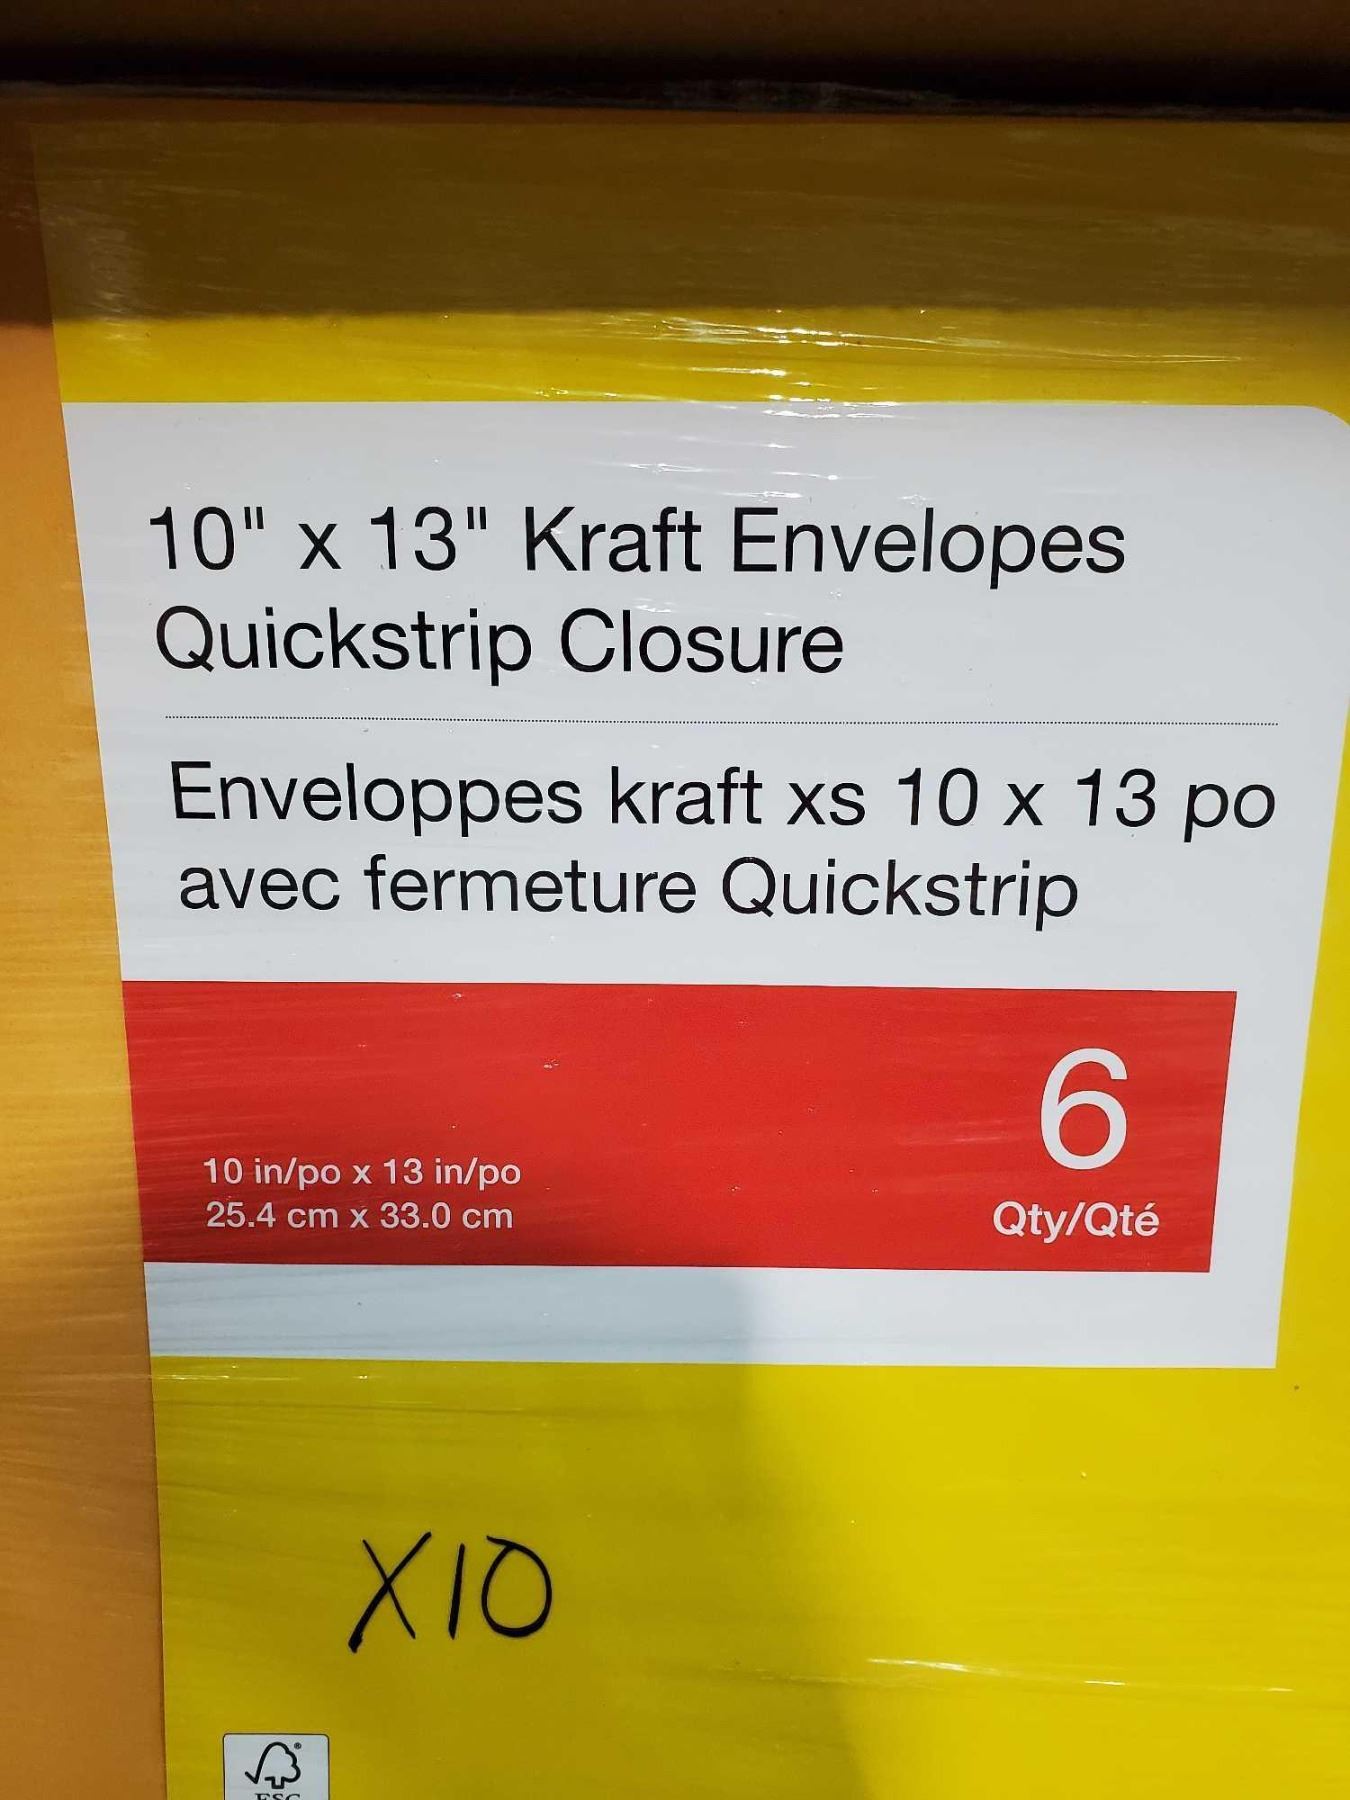 10" x 13" Kraft Envelopes
Quickstrip Closure
Enveloppes kraft xs 10 x 13 po
avec fermeture Quickstrip
6
10 in/po x 13 in/po
25.4 cm x 33.0 cm
Qty/Qté
X10
FSC